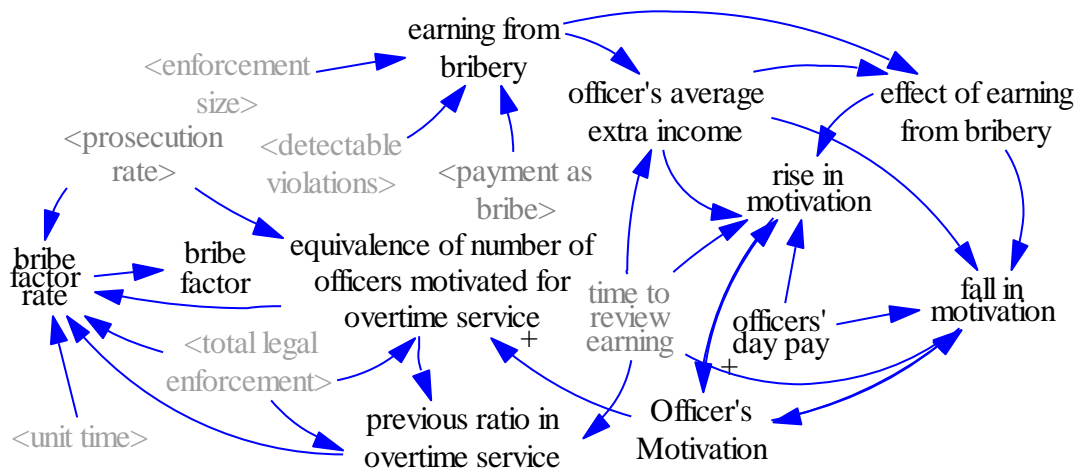 earning from
bribery
<enforcement
size>
officer's average
extra income
effect of earning
from bribery
<prosecution
rate>
<detectable
violations>
<payment as
bribe>
rise in
motivation
bribe
factor
rate
bribe
factor
equivalence of number of
officers motivated for
overtime service
+
time to
review
earning
officers'
day pay
+
fall in
motivation
<total legal
enforcement>
<unit time>
previous ratio in
overtime service
Officer's
Motivation